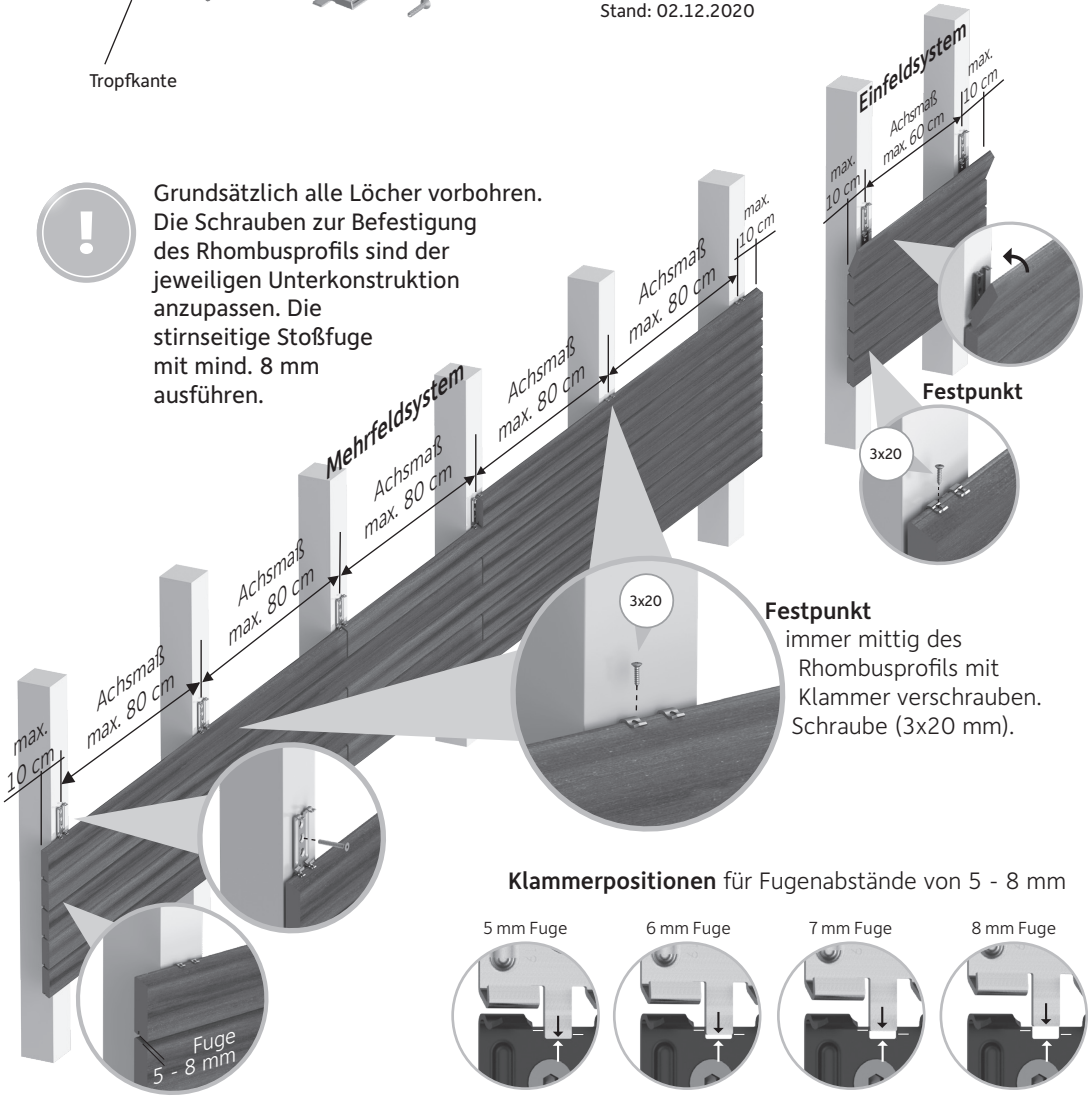 Stand: 02.12.2020
Tropfkante
Einfeldsystem
max.
10 cm
Achsmaß
max. 60 cm
max.
10 cm
Grundsätzlich alle Löcher vorbohren.
Die Schrauben zur Befestigung
des Rhombusprofils sind der
jeweiligen Unterkonstruktion
anzupassen. Die
stirnseitige Stoßfuge
mit mind. 8 mm
ausführen.
!
max.
10 cm
Achsmaß
max. 80 cm
Achsmaß
max. 80 cm
Mehrfeldsystem
Achsmaß
max. 80 cm
Achsmaß
max. 80 cm
Achsmaß
max. 80 cm
max.
10 cm
Festpunkt
3x20
3x20
Festpunkt
immer mittig des
Rhombusprofils mit
Klammer verschrauben.
Schraube (3x20 mm).
Fuge
5 - 8 mm
Klammerpositionen für Fugenabstände von 5 - 8 mm
5 mm Fuge
6 mm Fuge
7 mm Fuge
8 mm Fuge